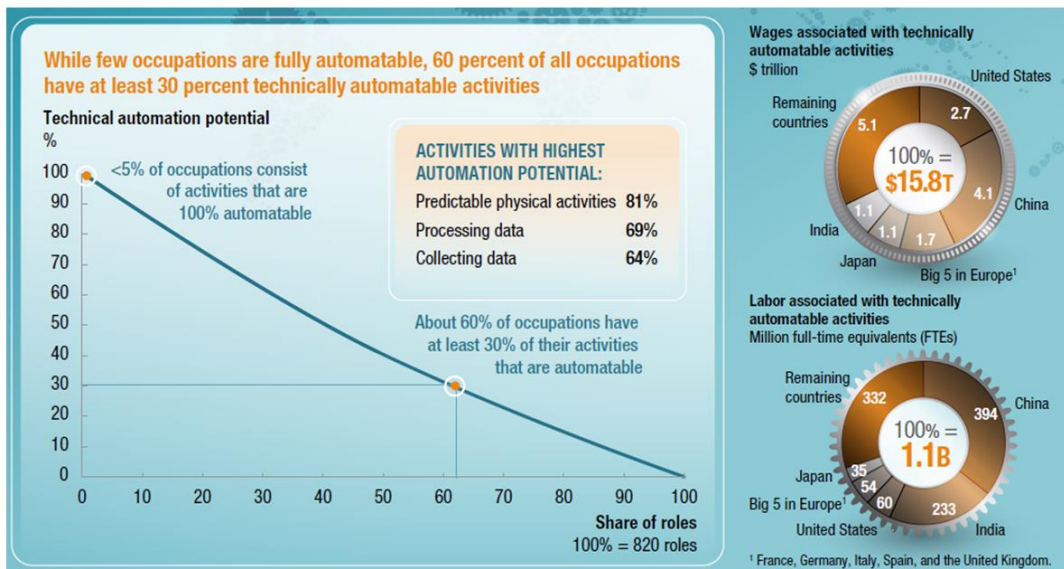 While few occupations are fully automatable, 60 percent of all occupations
have at least 30 percent technically automatable activities
Technical automation potential
%
100
90
80
70
60
50
40
30
20
10
0
<5% of occupations consist
of activities that are
100% automatable
ACTIVITIES WITH HIGHEST
AUTOMATION POTENTIAL:
Predictable physical activities 81%
Processing data 69%
Collecting data 64%
About 60% of occupations have
at least 30% of their activities
that are automatable
0 10 20 30 40 50 60 70 80 90 100
Share of roles
100% = 820 roles
Wages associated with technically
automatable activities
$ trillion
United States
2.7
China
4.1
Big 5 in Europe¹
1.7
Japan
1.1
India
1.1
Remaining
countries
5.1
100% =
$15.8T
Labor associated with technically
automatable activities
Million full-time equivalents (FTEs)
China
394
India
233
United States
60
Big 5 in Europe¹
54
Japan
35
Remaining
countries
332
100% =
1.1B
¹ France, Germany, Italy, Spain, and the United Kingdom.